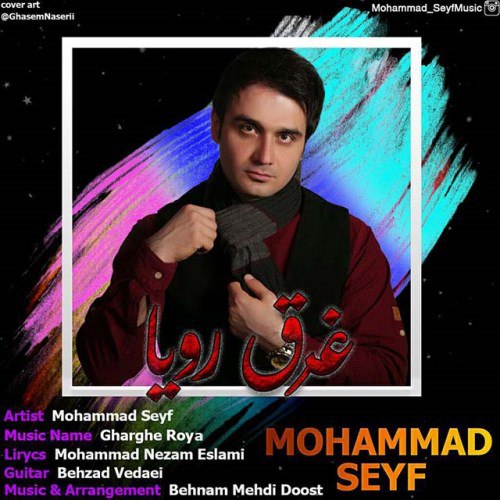 cover art
@GhasemNaserii
Mohammad_SeyfMusic
غرق رویا
Artist Mohammad Seyf
Music Name Gharghe Roya
Lirycs Mohammad Nezam Eslami
Guitar Behzad Vedaei
Music & Arrangement Behnam Mehdi Doost
MOHAMMAD
SEYF